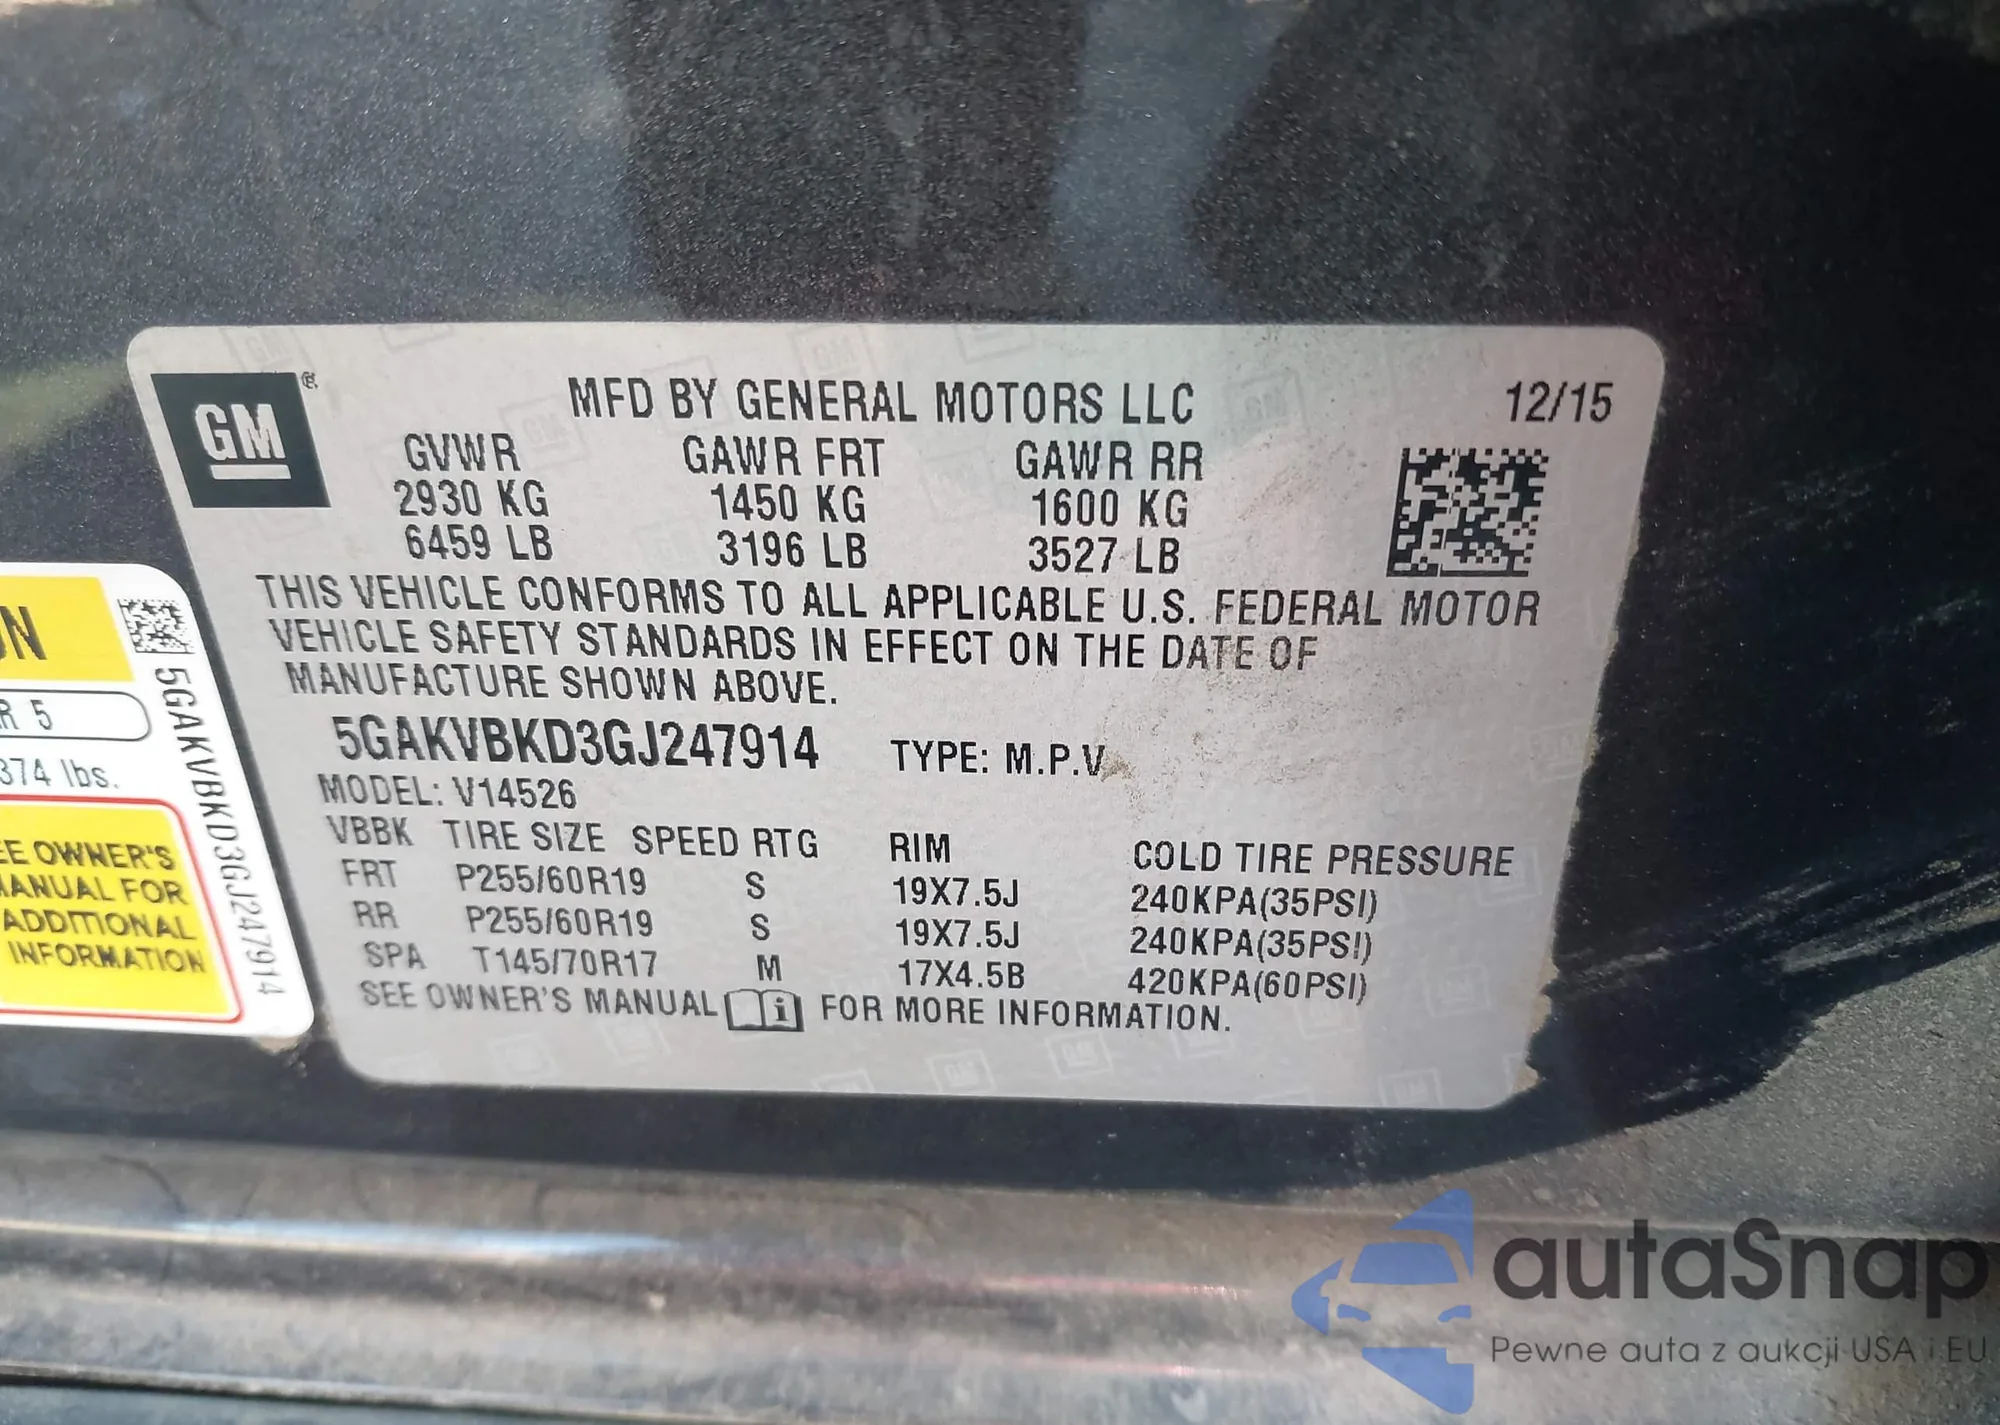 GM ®
MFD BY GENERAL MOTORS LLC 12/15
GVWR GAWR FRT GAWR RR
2930 KG 1450 KG 1600 KG
6459 LB 3196 LB 3527 LB
THIS VEHICLE CONFORMS TO ALL APPLICABLE U.S. FEDERAL MOTOR
VEHICLE SAFETY STANDARDS IN EFFECT ON THE DATE OF
MANUFACTURE SHOWN ABOVE.
5GAKVBKD3GJ247914 TYPE: M.P.V
MODEL: V14526
VBBK TIRE SIZE SPEED RTG RIM COLD TIRE PRESSURE
FRT P255/60R19 S 19X7.5J 240KPA(35PSI)
RR P255/60R19 S 19X7.5J 240KPA(35PSI)
SPA T145/70R17 M 17X4.5B 420KPA(60PSI)
SEE OWNER'S MANUAL i FOR MORE INFORMATION.
5GAKVBKD3GJ247914
R 5
374 lbs.
EE OWNER'S
MANUAL FOR
ADDITIONAL
INFORMATION
autaSnap
Pewne auta z aukcji USA i EU